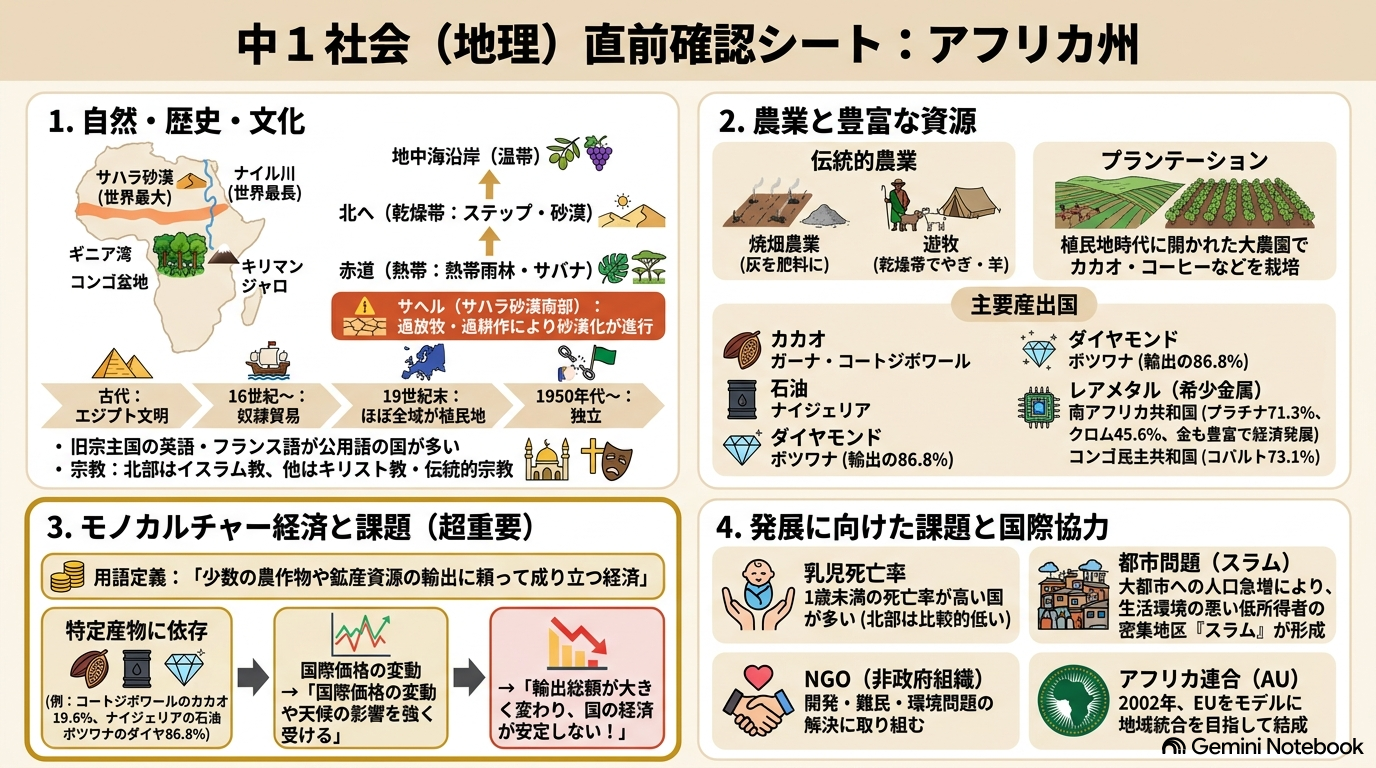 中１社会（地理）直前確認シート：アフリカ州
1. 自然・歴史・文化
サハラ砂漠
(世界最大)
ナイル川
(世界最長)
ギニア湾
コンゴ盆地
キリマン
ジャロ
地中海沿岸（温帯）
北へ（乾燥帯：ステップ・砂漠）
赤道（熱帯：熱帯雨林・サバナ）
サヘル（サハラ砂漠南部）：
過放牧・過耕作により砂漠化が進行
古代：
エジプト文明
16世紀～：
奴隷貿易
19世紀末：
ほぼ全域が植民地
1950年代～：
独立
・旧宗主国の英語・フランス語が公用語の国が多い
・宗教：北部はイスラム教、他はキリスト教・伝統的宗教
2. 農業と豊富な資源
伝統的農業
焼畑農業
(灰を肥料に)
遊牧
(乾燥帯でやぎ・羊)
プランテーション
植民地時代に開かれた大農園で
カカオ・コーヒーなどを栽培
主要産出国
カカオ
ガーナ・コートジボワール
石油
ナイジェリア
ダイヤモンド
ボツワナ (輸出の86.8%)
ダイヤモンド
ボツワナ (輸出の86.8%)
レアメタル（希少金属）
南アフリカ共和国 (プラチナ71.3%、
クロム45.6%、金も豊富で経済発展)
コンゴ民主共和国 (コバルト73.1%)
3. モノカルチャー経済と課題（超重要）
用語定義：「少数の農作物や鉱産資源の輸出に頼って成り立つ経済」
特定産物に依存
(例：コートジボワールのカカオ
19.6%、ナイジェリアの石油
ボツワナのダイヤ86.8%)
国際価格の変動
→「国際価格の変動
や天候の影響を強く
受ける」
→「輸出総額が大き
く変わり、国の経済
が安定しない！」
4. 発展に向けた課題と国際協力
乳児死亡率
1歳未満の死亡率が高い国
が多い (北部は比較的低い)
都市問題（スラム）
大都市への人口急増により、
生活環境の悪い低所得者の
密集地区『スラム』が形成
NGO（非政府組織）
開発・難民・環境問題の
解決に取り組む
アフリカ連合（AU）
2002年、EUをモデルに
地域統合を目指して結成
Gemini Notebook